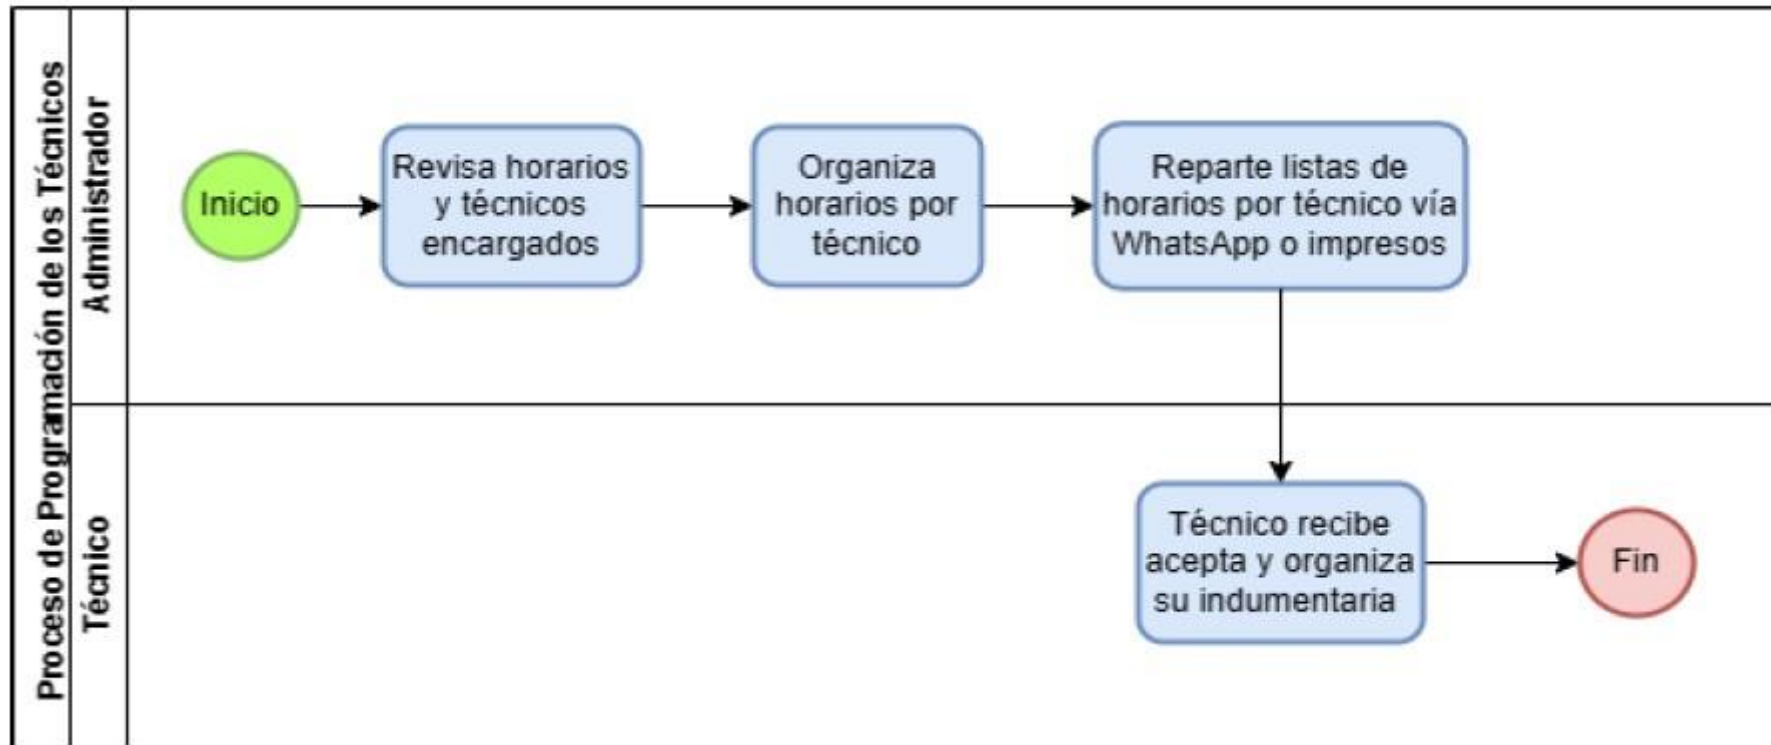 Proceso de Programación de los Técnicos
Administrador
Inicio
Revisa horarios
y técnicos
encargados
Organiza
horarios por
técnico
Reparte listas de
horarios por técnico vía
WhatsApp o impresos
Técnico
Técnico recibe
acepta y organiza
su indumentaria
Fin